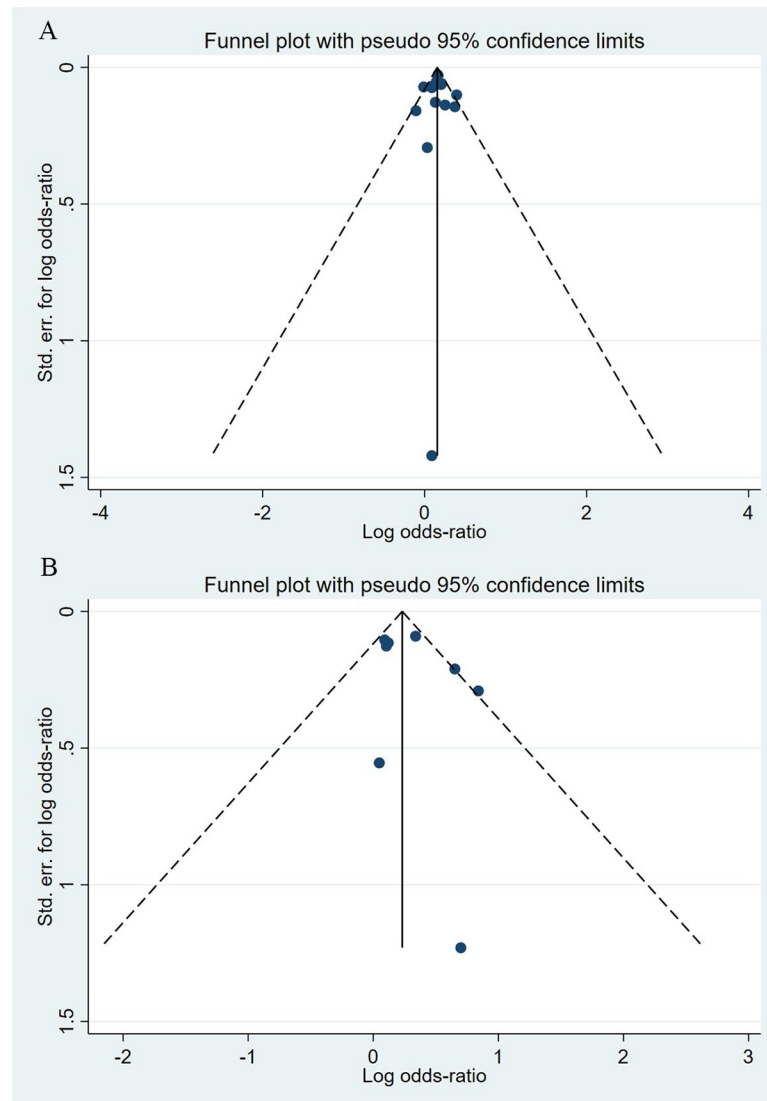 A
Funnel plot with pseudo 95% confidence limits
0
.5
1
1.5
Std. err. for log odds-ratio
-4
-2
0
2
4
Log odds-ratio
B
Funnel plot with pseudo 95% confidence limits
0
.5
1
1.5
Std. err. for log odds-ratio
-2
-1
0
1
2
3
Log odds-ratio